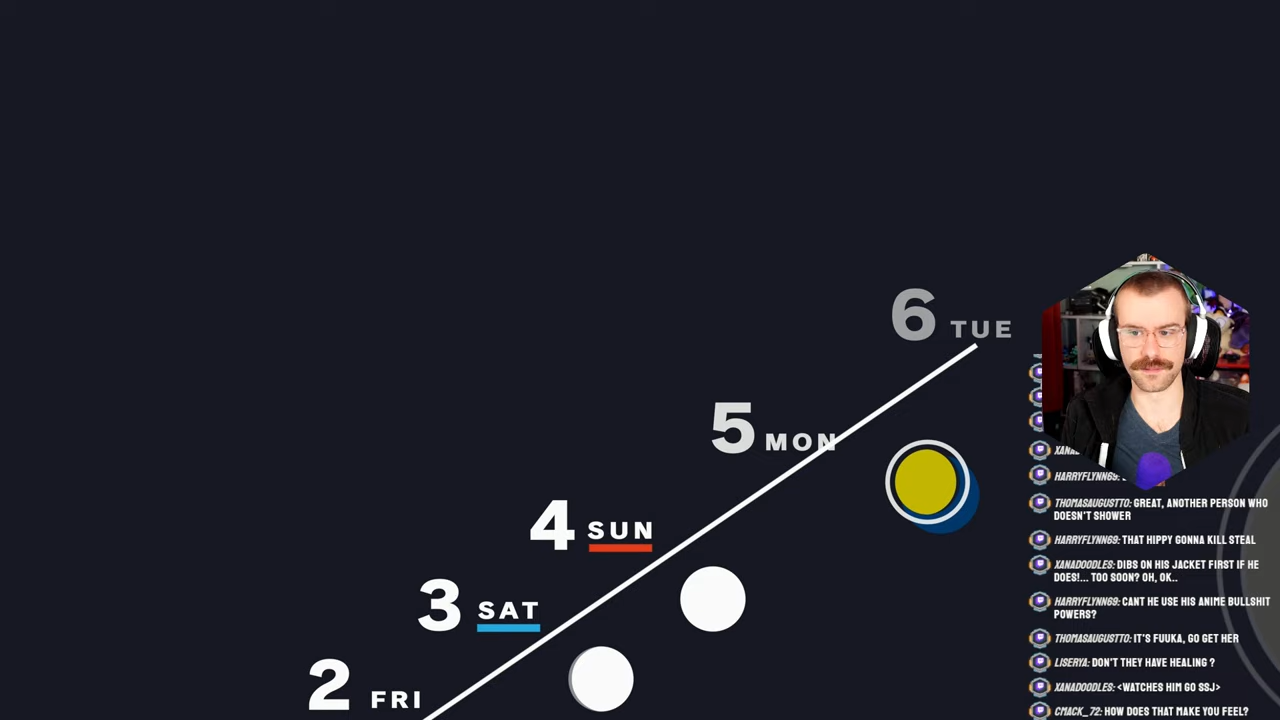 6 TUE
5 MON
4 SUN
3 SAT
2 FRI
HARRYFLYNN69:
THOMASAUGUSTTO: GREAT, ANOTHER PERSON WHO
DOESN'T SHOWER
HARRYFLYNN69: THAT HIPPY GONNA KILL STEAL
XANADOODLES: DIBS ON HIS JACKET FIRST IF HE
DOES!... TOO SOON? OH, OK..
HARRYFLYNN69: CANT HE USE HIS ANIME BULLSHIT
POWERS?
THOMASAUGUSTTO: IT'S FUUKA, GO GET HER
LISERYA: DON'T THEY HAVE HEALING ?
XANADOODLES: <WATCHES HIM GO SSJ>
CMACK_72: HOW DOES THAT MAKE YOU FEEL?